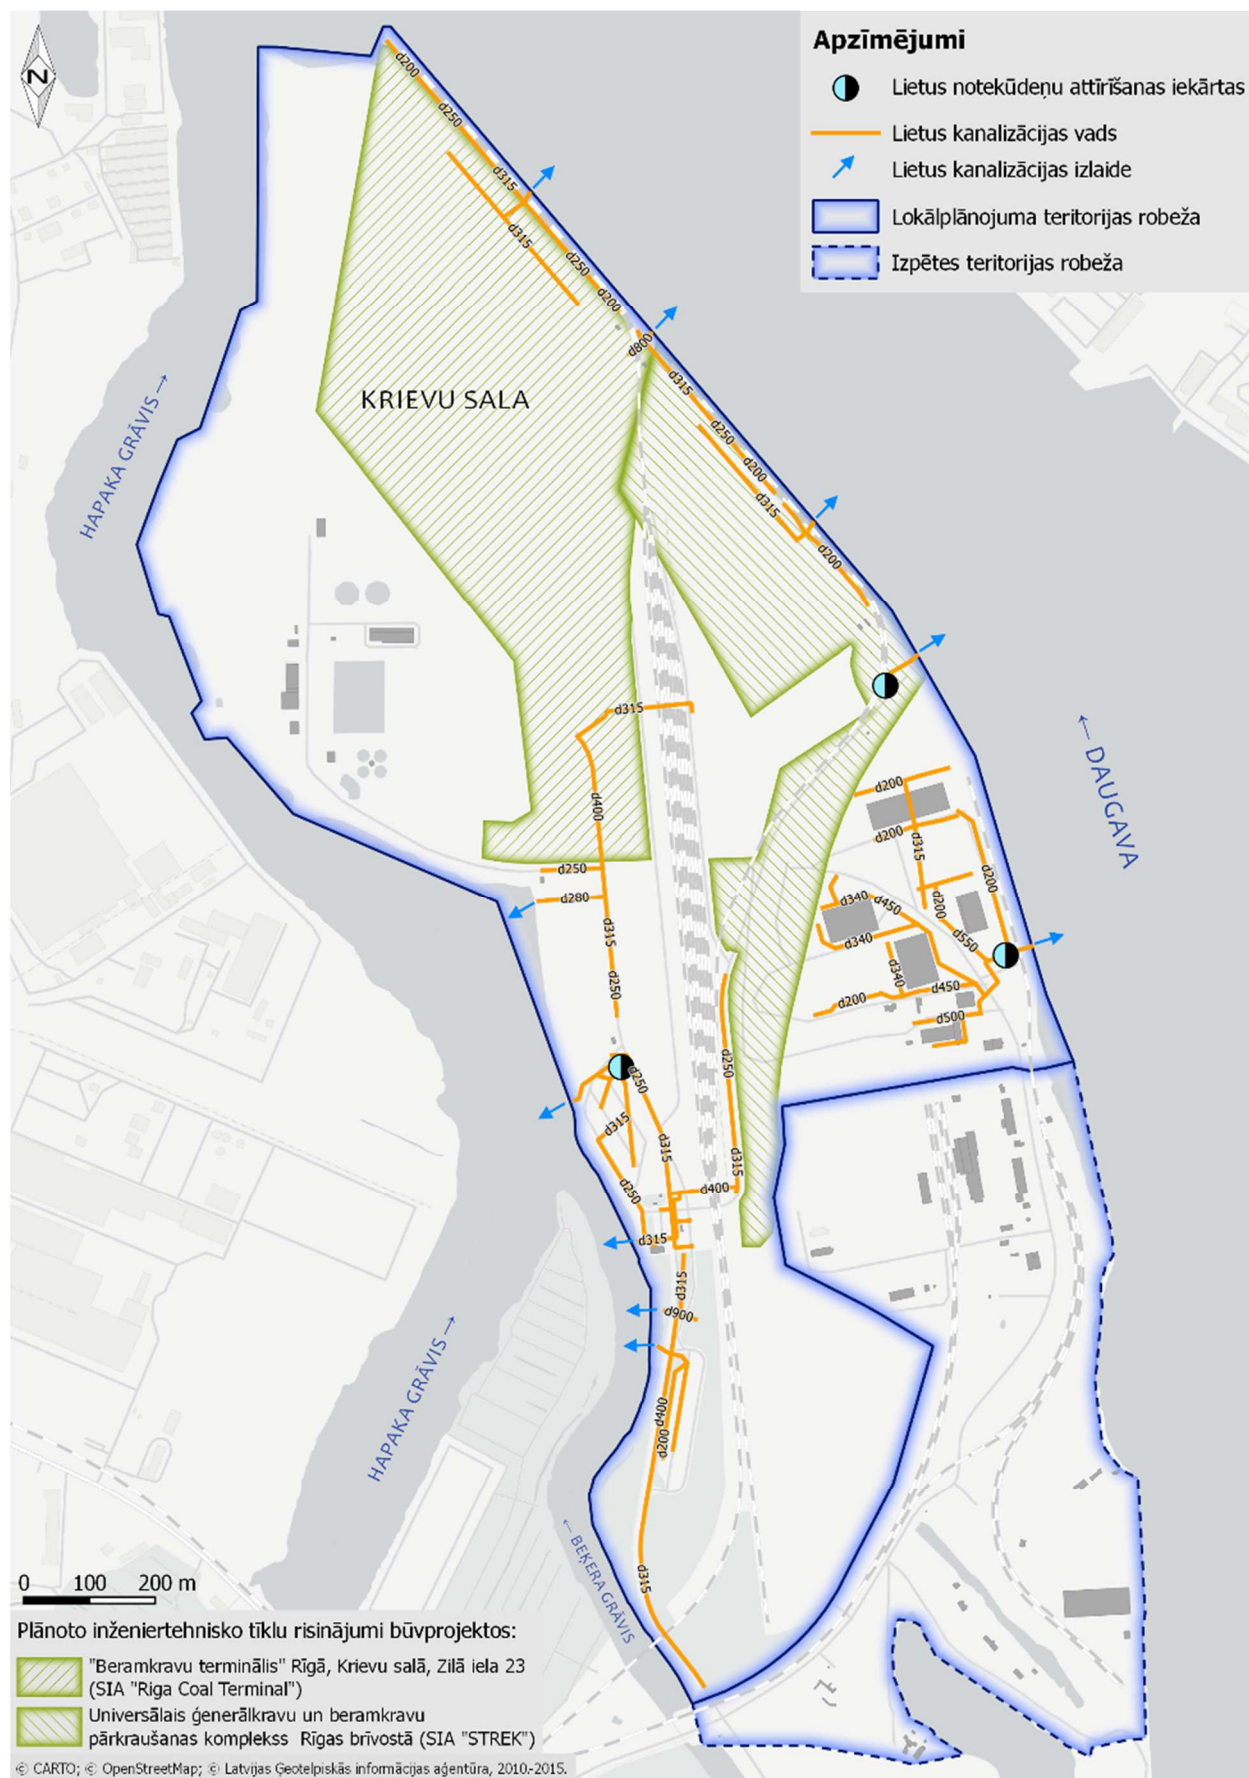 N
Apzīmējumi
Lietus notekūdeņu attīrīšanas iekārtas
Lietus kanalizācijas vads
Lietus kanalizācijas izlaide
Lokālplānojuma teritorijas robeža
Izpētes teritorijas robeža
d200
d250
d315
d315
d250
d200
d800
d315
KRIEVU SALA
HAPAKA GRĀVIS →
d250
d200
d315
d200
d315
← DAUGAVA
d400
d200
d200
d315
d200
d250
d280
d340
d450
d200
d315
d340
d550
d340
d450
d250
d200
d500
d250
d250
d315
d315
d315
d250
d400
d315
d315
d900
HAPAKA GRĀVIS →
d400
d200
← BEĶERA GRĀVIS
d315
0 100 200 m
Plānoto inženiertehnisko tīklu risinājumi būvprojektos:
"Beramkravu terminālis" Rīgā, Krievu salā, Zilā iela 23
(SIA "Riga Coal Terminal")
Universālais ģenerālkravu un beramkravu
pārkraušanas komplekss Rīgas brīvostā (SIA "STREK")
© CARTO; © OpenStreetMap; © Latvijas Ģeotelpiskās informācijas aģentūra, 2010.-2015.